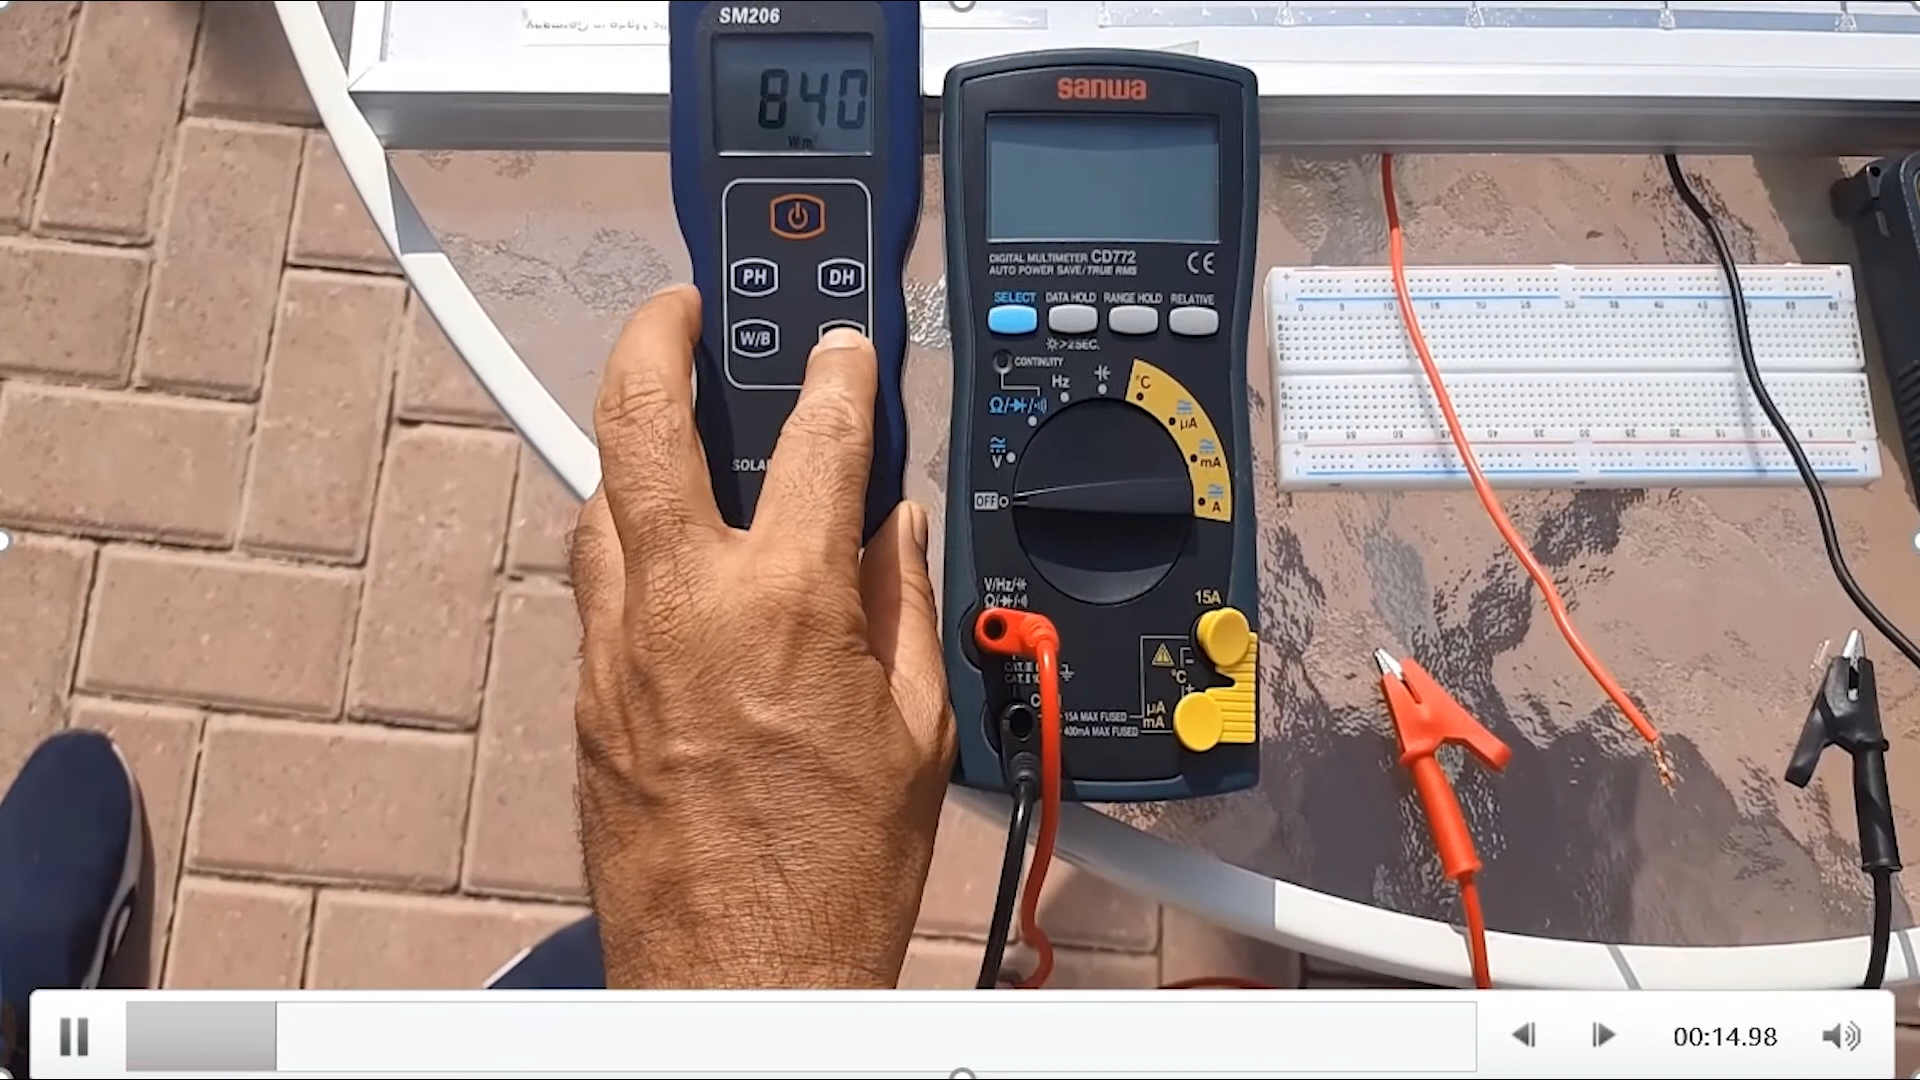 SM206
840
W/m²
PH
DH
W/B
SOLA
sanwa
DIGITAL MULTIMETER CD772
AUTO POWER SAVE/TRUE RMS
CE
SELECT DATA HOLD RANGE HOLD RELATIVE
>2SEC.
CONTINUITY
Hz
°C
Ω
μA
V
mA
OFF
A
V/Hz/
Ω/
15A
°C
μA
mA
15A MAX FUSED
400mA MAX FUSED
00:14.98